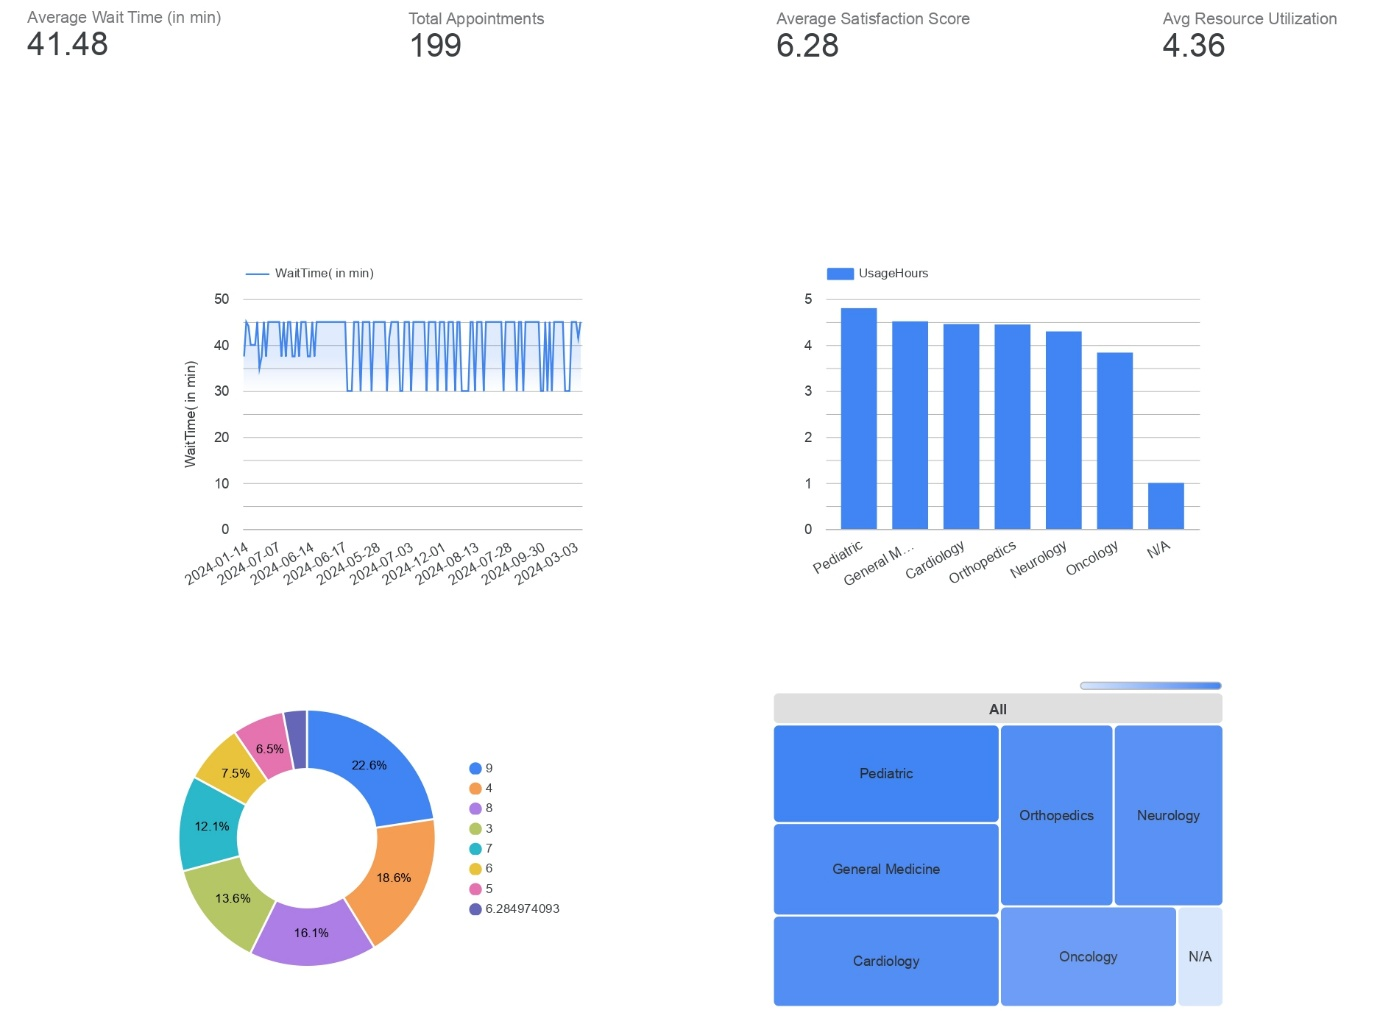 Average Wait Time (in min)
41.48
Total Appointments
199
Average Satisfaction Score
6.28
Avg Resource Utilization
4.36
WaitTime( in min)
50
40
30
20
10
0
WaitTime( in min)
2024-01-14
2024-07-07
2024-06-14
2024-06-17
2024-05-28
2024-07-03
2024-12-01
2024-08-13
2024-07-28
2024-09-30
2024-03-03
UsageHours
5
4
3
2
1
0
Pediatric
General M...
Cardiology
Orthopedics
Neurology
Oncology
N/A
22.6%
18.6%
16.1%
13.6%
12.1%
7.5%
6.5%
9
4
8
3
7
6
5
6.284974093
All
Pediatric
General Medicine
Cardiology
Orthopedics
Neurology
Oncology
N/A